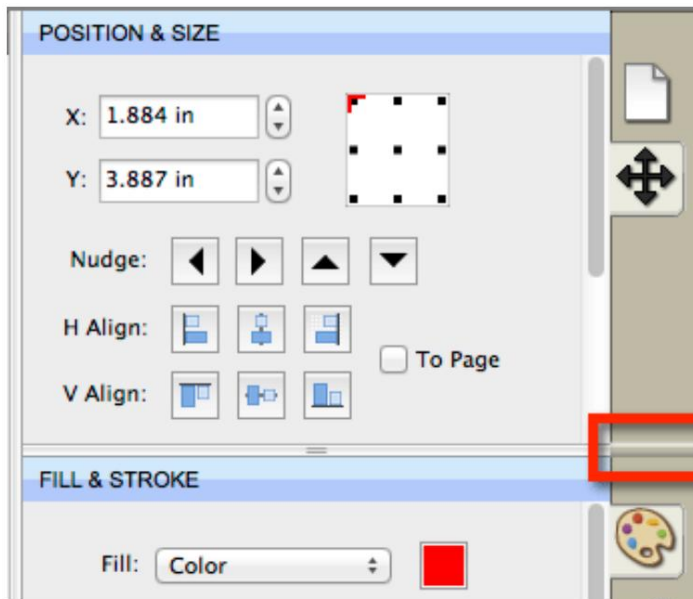 POSITION & SIZE
X: 1.884 in
Y: 3.887 in
Nudge:
H Align:
To Page
V Align:
FILL & STROKE
Fill: Color